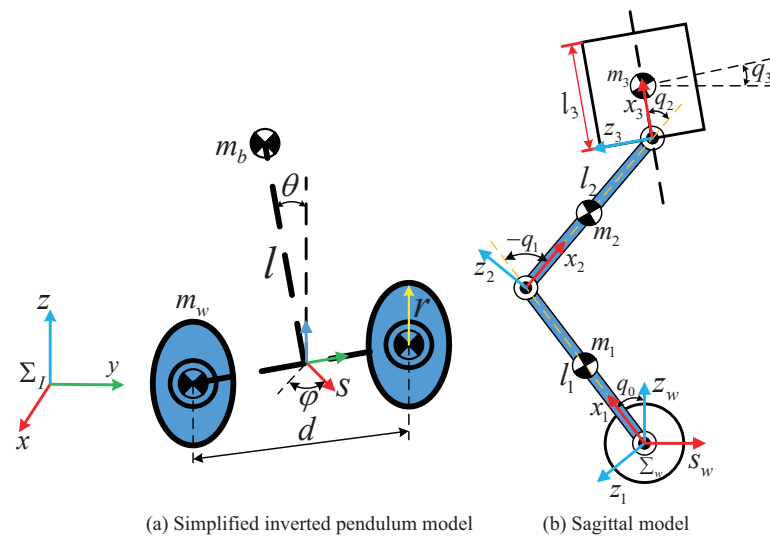 m_b
θ
l
m_w
r
z
y
Σ_I
x
s
φ
d
(a) Simplified inverted pendulum model
q_3
m_3
l_3
x_3
q_2
z_3
l_2
m_2
−q_1
z_2
x_2
m_1
l_1
q_0
z_w
x_1
Σ_w
s_w
z_1
(b) Sagittal model